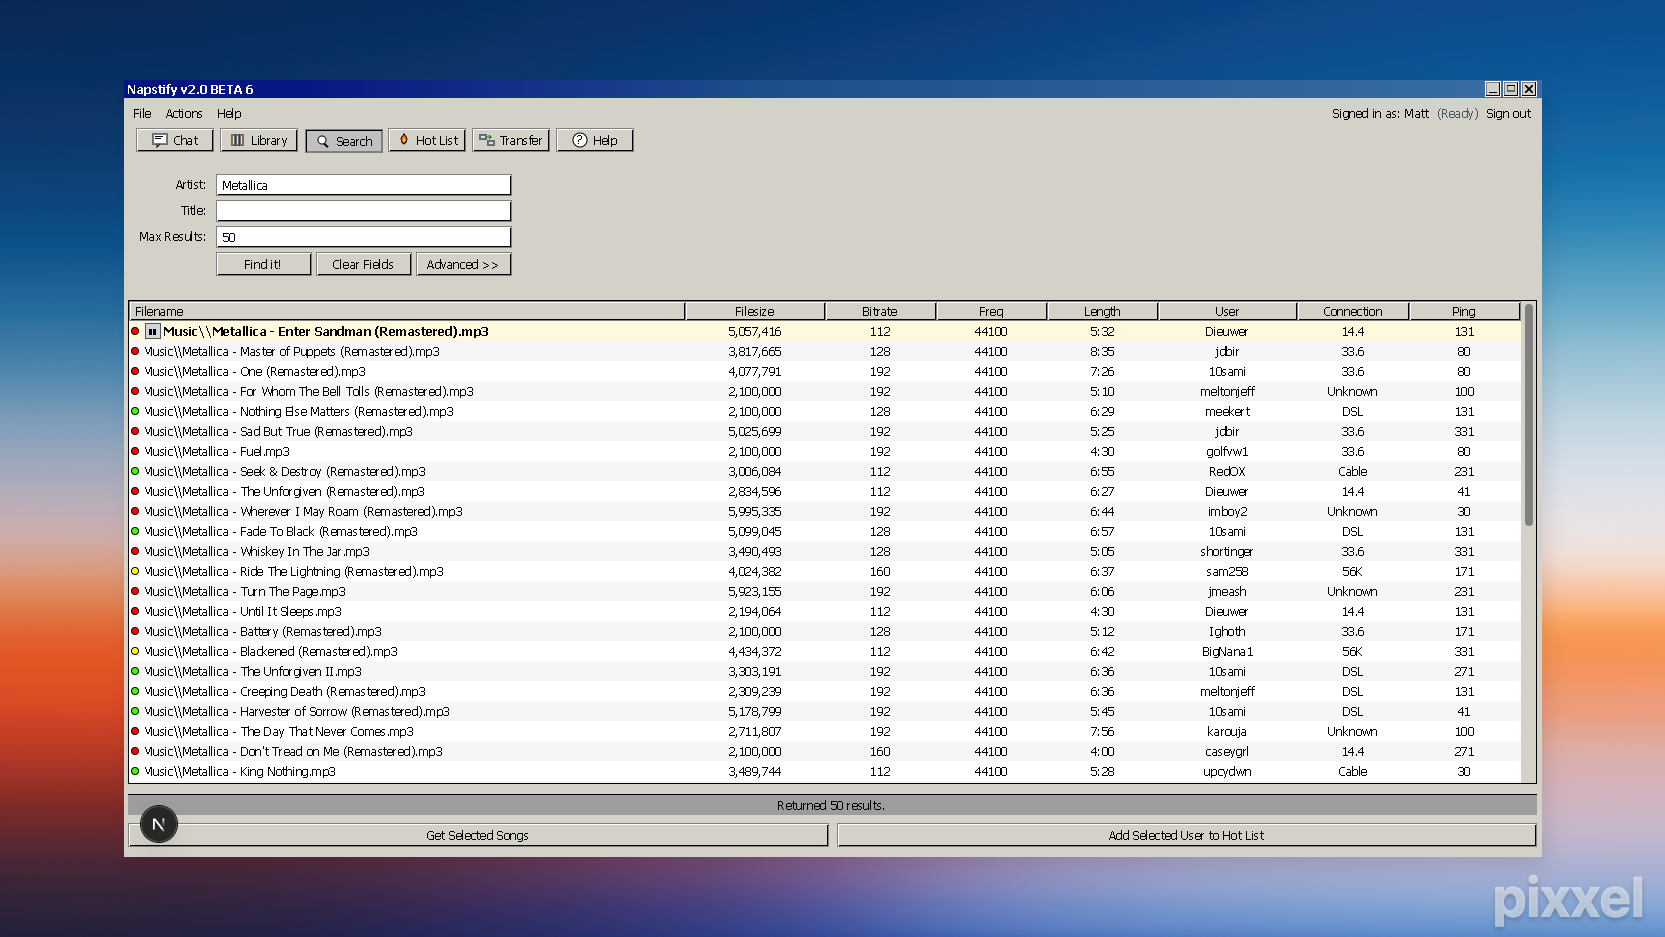 Napstify v2.0 BETA 6
File Actions Help Signed in as: Matt (Ready) Sign out
Chat Library Search Hot List Transfer Help
Artist: Metallica
Title:
Max Results: 50
Find it! Clear Fields Advanced >>
Filename Filesize Bitrate Freq Length User Connection Ping
Music\\Metallica - Enter Sandman (Remastered).mp3 5,057,416 112 44100 5:32 Dieuwer 14.4 131
Music\\Metallica - Master of Puppets (Remastered).mp3 3,817,665 128 44100 8:35 jdbir 33.6 80
Music\\Metallica - One (Remastered).mp3 4,077,791 192 44100 7:26 10sami 33.6 80
Music\\Metallica - For Whom The Bell Tolls (Remastered).mp3 2,100,000 192 44100 5:10 meltonjeff Unknown 100
Music\\Metallica - Nothing Else Matters (Remastered).mp3 2,100,000 128 44100 6:29 meekert DSL 131
Music\\Metallica - Sad But True (Remastered).mp3 5,025,699 192 44100 5:25 jdbir 33.6 331
Music\\Metallica - Fuel.mp3 2,100,000 192 44100 4:30 golfvw1 33.6 80
Music\\Metallica - Seek & Destroy (Remastered).mp3 3,006,084 112 44100 6:55 RedOX Cable 231
Music\\Metallica - The Unforgiven (Remastered).mp3 2,834,596 112 44100 6:27 Dieuwer 14.4 41
Music\\Metallica - Wherever I May Roam (Remastered).mp3 5,995,335 192 44100 6:44 imboy2 Unknown 30
Music\\Metallica - Fade To Black (Remastered).mp3 5,099,045 128 44100 6:57 10sami DSL 131
Music\\Metallica - Whiskey In The Jar.mp3 3,490,493 128 44100 5:05 shortinger 33.6 331
Music\\Metallica - Ride The Lightning (Remastered).mp3 4,024,382 160 44100 6:37 sam258 56K 171
Music\\Metallica - Turn The Page.mp3 5,923,155 192 44100 6:06 jmeash Unknown 231
Music\\Metallica - Until It Sleeps.mp3 2,194,064 112 44100 4:30 Dieuwer 14.4 131
Music\\Metallica - Battery (Remastered).mp3 2,100,000 128 44100 5:12 Ighoth 33.6 171
Music\\Metallica - Blackened (Remastered).mp3 4,434,372 112 44100 6:42 BigNana1 56K 331
Music\\Metallica - The Unforgiven II.mp3 3,303,191 192 44100 6:36 10sami DSL 271
Music\\Metallica - Creeping Death (Remastered).mp3 2,309,239 192 44100 6:36 meltonjeff DSL 131
Music\\Metallica - Harvester of Sorrow (Remastered).mp3 5,178,799 192 44100 5:45 10sami DSL 41
Music\\Metallica - The Day That Never Comes.mp3 2,711,807 192 44100 7:56 karouja Unknown 100
Music\\Metallica - Don't Tread on Me (Remastered).mp3 2,100,000 160 44100 4:00 caseygrl 14.4 271
Music\\Metallica - King Nothing.mp3 3,489,744 112 44100 5:28 upcydwn Cable 30
Returned 50 results.
N
Get Selected Songs Add Selected User to Hot List
pixxel